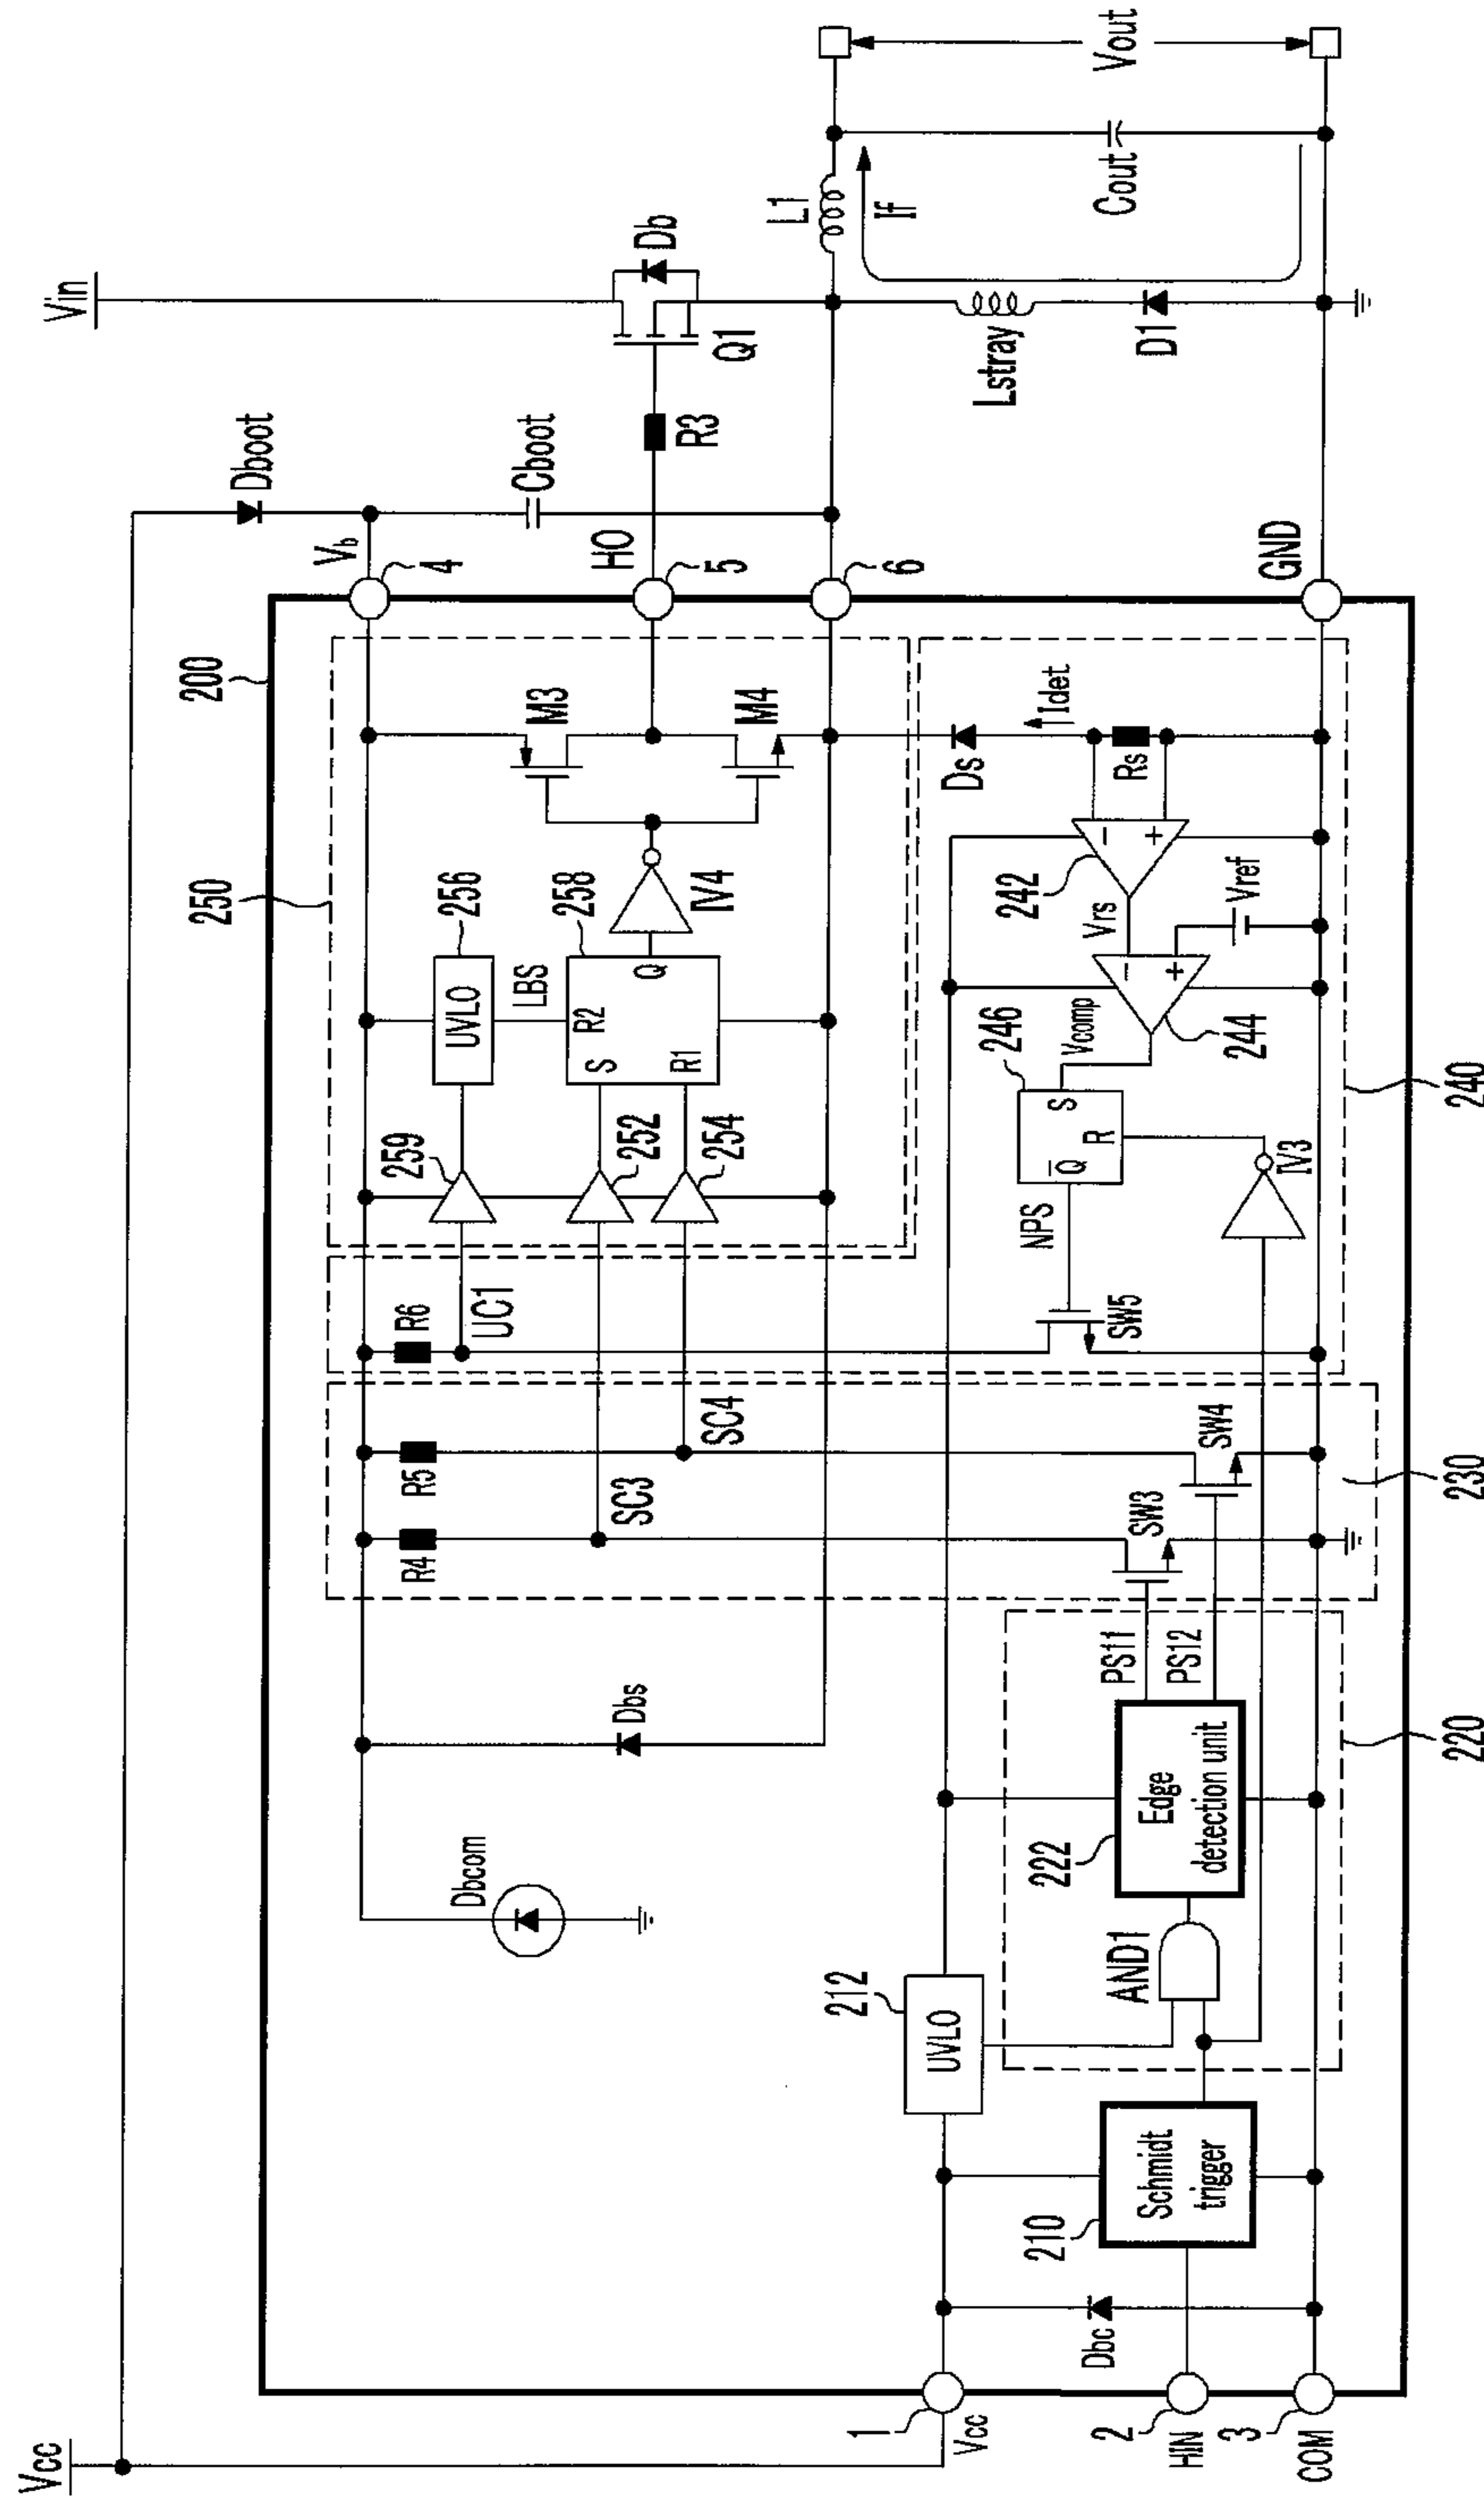 Vcc
Vin
Dboot
Cboot
Vb
4
HO
5
6
GND
R3
Q1
Db
L1
If
Lstray
D1
Cout
Vout
200
250
Dbcom
Dbs
R4
R5
R6
SC3
SC4
UC1
259
252
254
UVLO
256
LBS
S
R2
R1
Q
258
IV4
M3
M4
Ds
Idet
Rs
242
Vrs
Vref
244
Vcomp
246
S
R
Q̅
NPS
SW5
IV3
240
SW3
SW4
230
PS11
PS12
222
Edge
detection unit
AND1
220
212
UVLO
210
Schmidt
trigger
Dbc
1
Vcc
2
HIN
3
COM